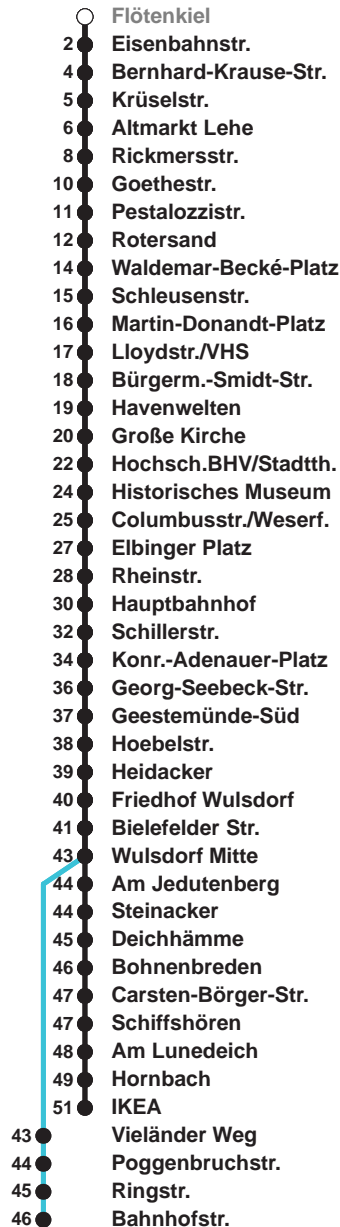 Flötenkiel
2 Eisenbahnstr.
4 Bernhard-Krause-Str.
5 Krüselstr.
6 Altmarkt Lehe
8 Rickmersstr.
10 Goethestr.
11 Pestalozzistr.
12 Rotersand
14 Waldemar-Becké-Platz
15 Schleusenstr.
16 Martin-Donandt-Platz
17 Lloydstr./VHS
18 Bürgerm.-Smidt-Str.
19 Havenwelten
20 Große Kirche
22 Hochsch.BHV/Stadtth.
24 Historisches Museum
25 Columbusstr./Weserf.
27 Elbinger Platz
28 Rheinstr.
30 Hauptbahnhof
32 Schillerstr.
34 Konr.-Adenauer-Platz
36 Georg-Seebeck-Str.
37 Geestemünde-Süd
38 Hoebelstr.
39 Heidacker
40 Friedhof Wulsdorf
41 Bielefelder Str.
43 Wulsdorf Mitte
44 Am Jedutenberg
44 Steinacker
45 Deichhämme
46 Bohnenbreden
47 Carsten-Börger-Str.
47 Schiffshören
48 Am Lunedeich
49 Hornbach
51 IKEA
43 Vieländer Weg
44 Poggenbruchstr.
45 Ringstr.
46 Bahnhofstr.